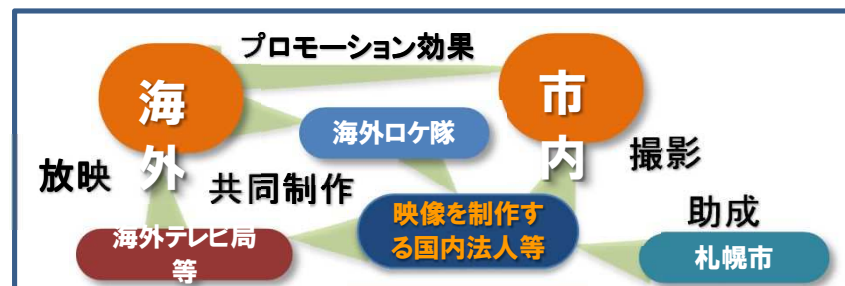 プロモーション効果
海
外
市
内
海外ロケ隊
撮影
放映
共同制作
映像を制作す
る国内法人等
助成
海外テレビ局
等
札幌市